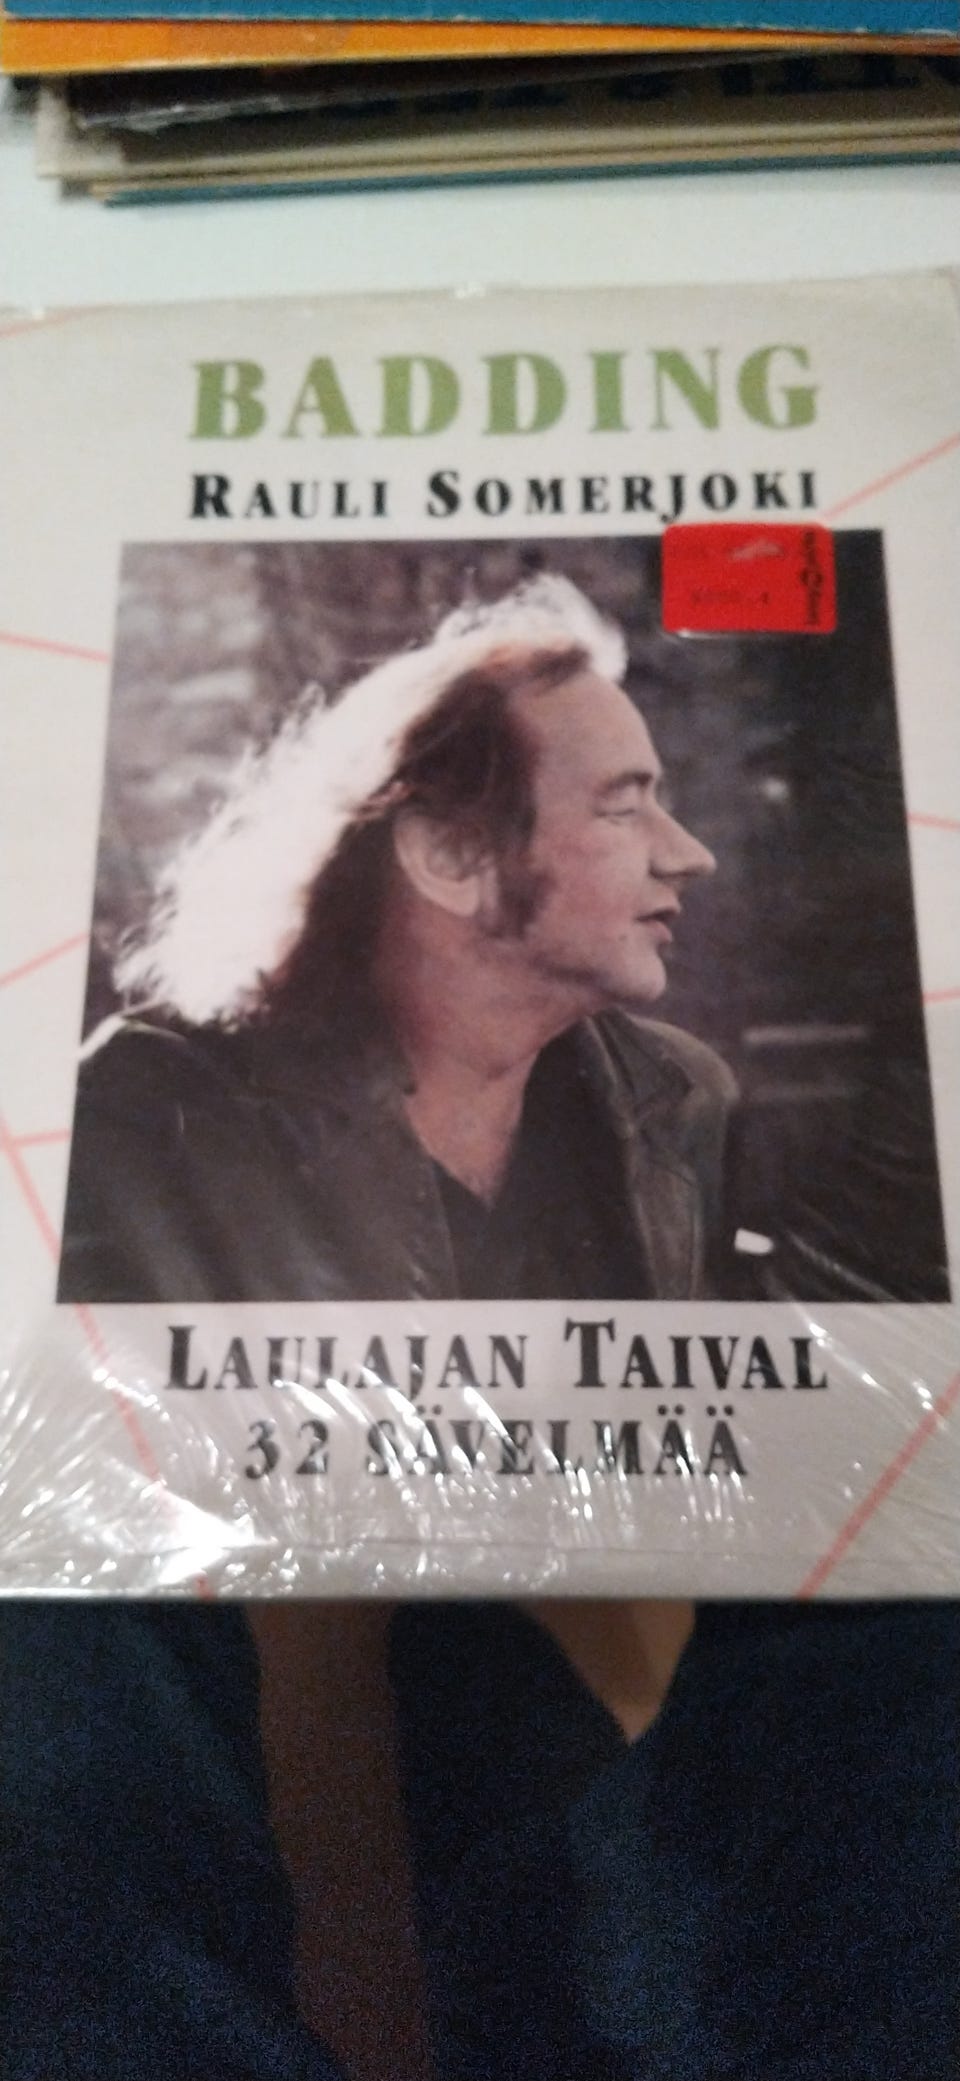 BADDING
RAULI SOMERJOKI
LAULAJAN TAIVAL
32 SÄVELMÄÄ